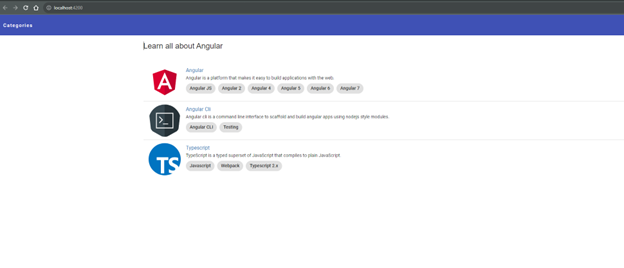 localhost:4200
Categories
Learn all about Angular
Angular
Angular is a platform that makes it easy to build applications with the web.
Angular JS Angular 2 Angular 4 Angular 5 Angular 6 Angular 7
Angular Cli
Angular cli is a command line interface to scaffold and build angular apps using nodejs style modules.
Angular CLI Testing
Typescript
TypeScript is a typed superset of JavaScript that compiles to plain JavaScript
Javascript Webpack Typescript 2.x
A
>_
TS